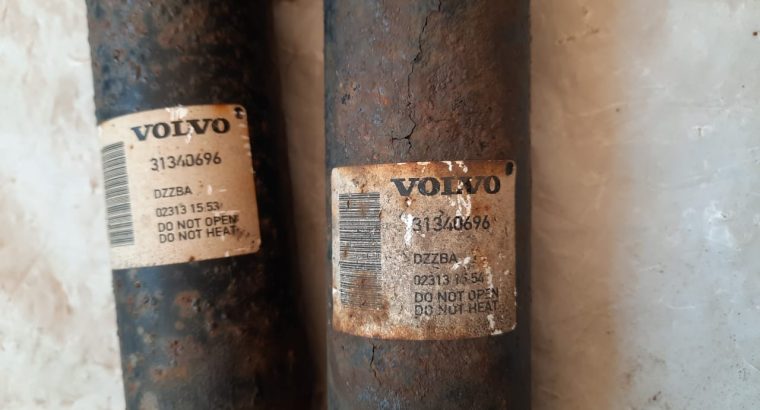 VOLVO
31340696
DZZBA
02313 15:53
DO NOT OPEN
DO NOT HEAT
VOLVO
31340696
DZZBA
02313 15:54
DO NOT OPEN
DO NOT HEAT